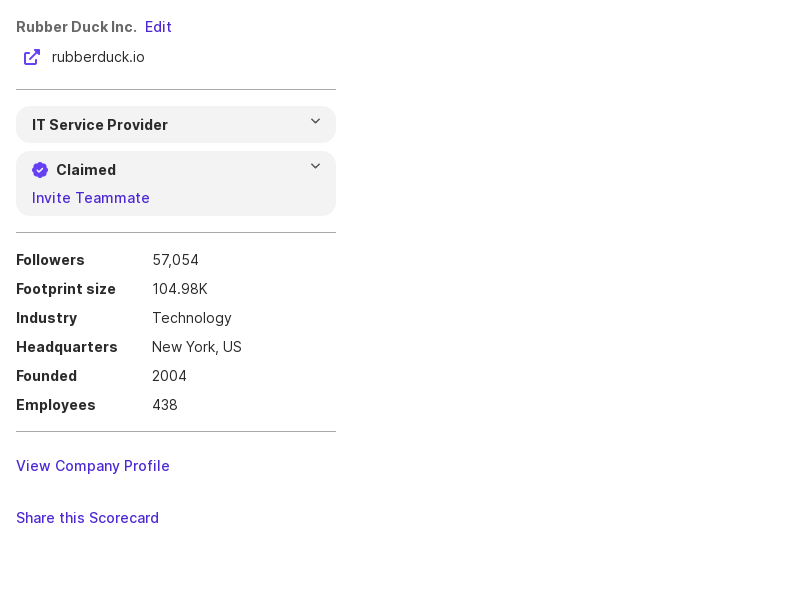 Rubber Duck Inc. Edit
rubberduck.io
IT Service Provider
Claimed
Invite Teammate
Followers 57,054
Footprint size 104.98K
Industry Technology
Headquarters New York, US
Founded 2004
Employees 438
View Company Profile
Share this Scorecard